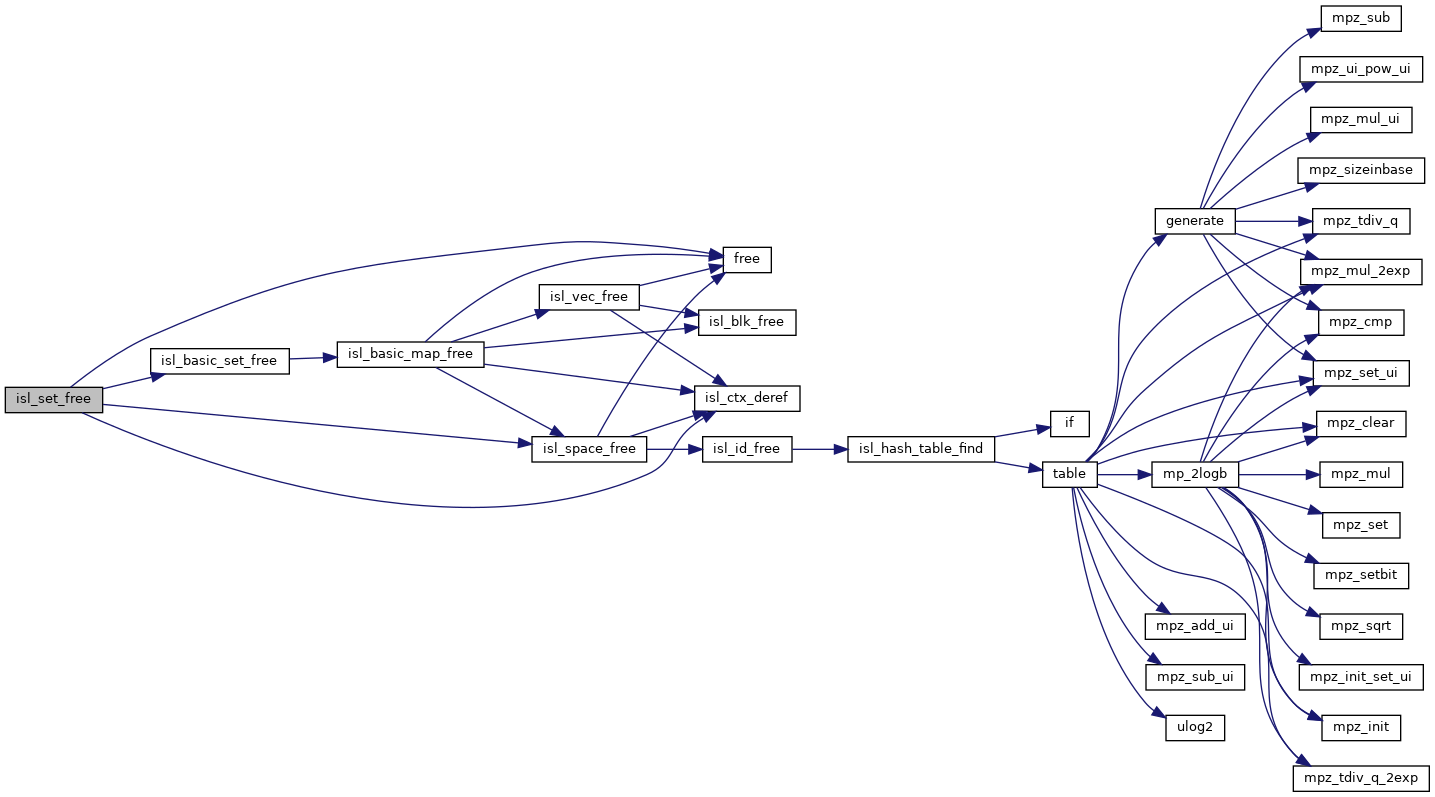 mpz_sub
mpz_ui_pow_ui
mpz_mul_ui
mpz_sizeinbase
generate
mpz_tdiv_q
free
mpz_mul_2exp
isl_vec_free
isl_blk_free
mpz_cmp
isl_basic_map_free
isl_basic_set_free
mpz_set_ui
isl_set_free
isl_ctx_deref
if
mpz_clear
isl_space_free
isl_id_free
isl_hash_table_find
table
mp_2logb
mpz_mul
mpz_set
mpz_setbit
mpz_add_ui
mpz_sqrt
mpz_sub_ui
mpz_init_set_ui
ulog2
mpz_init
mpz_tdiv_q_2exp